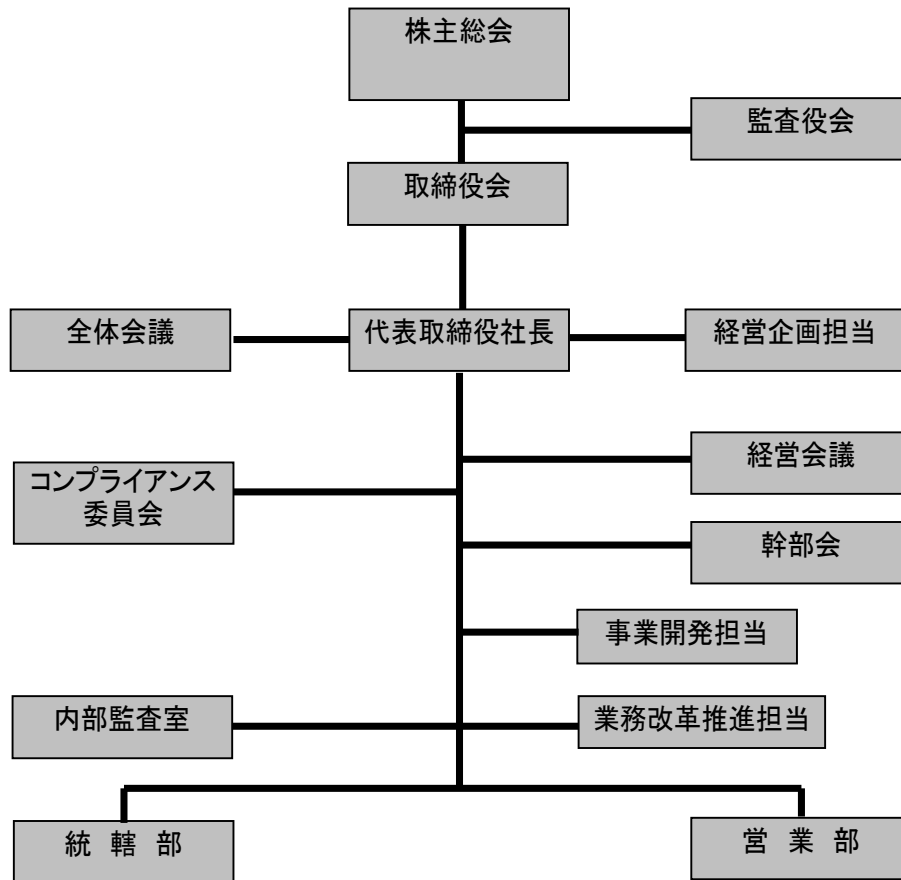 株主総会
監査役会
取締役会
全体会議
代表取締役社長
経営企画担当
経営会議
コンプライアンス
委員会
幹部会
事業開発担当
内部監査室
業務改革推進担当
統 轄 部
営 業 部